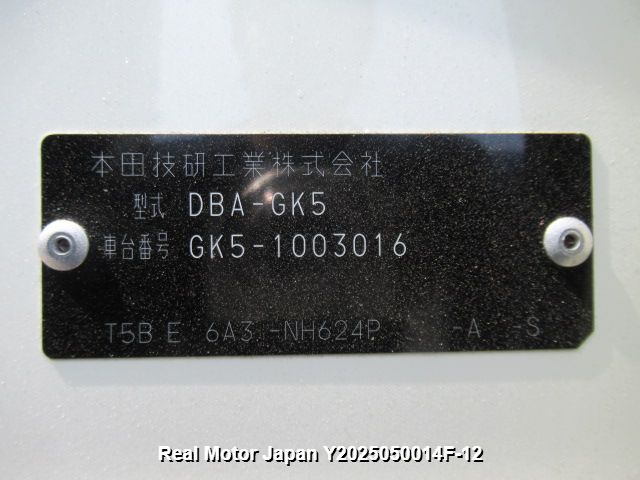 本田技研工業株式会社
型式 DBA-GK5
車台番号 GK5-1003016
T5B E 6A3 -NH624P -A -S
Real Motor Japan Y2025050014F-12